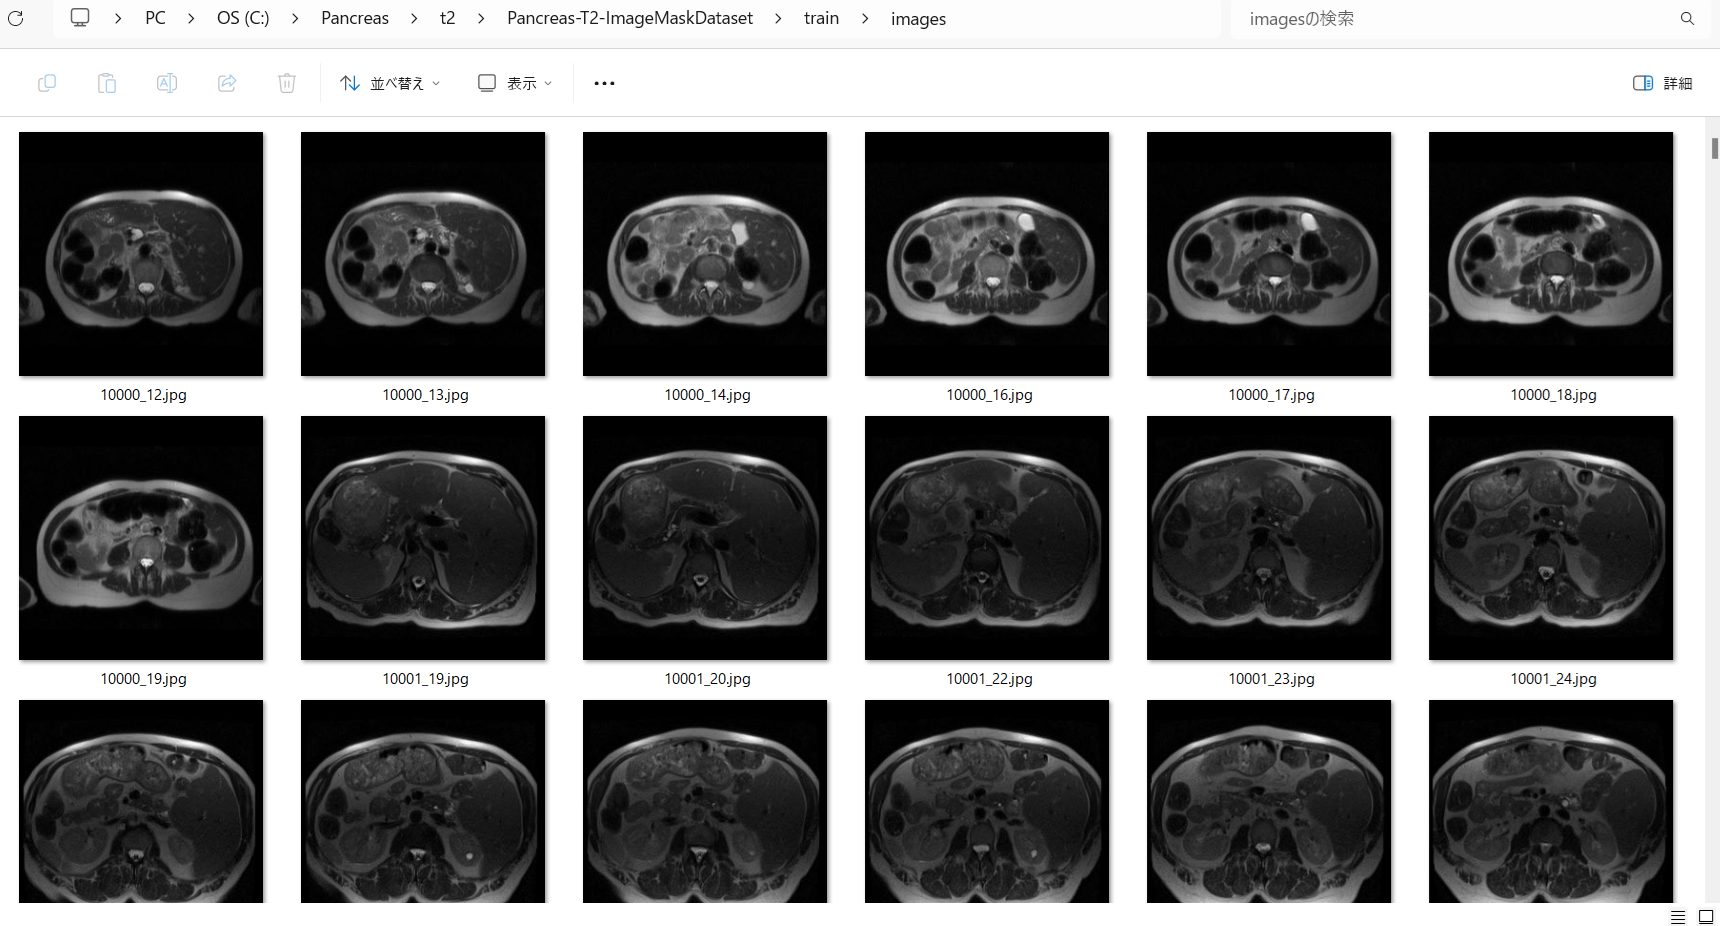 PC > OS (C:) > Pancreas > t2 > Pancreas-T2-ImageMaskDataset > train > images
imagesの検索
並べ替え
表示
詳細
10000_12.jpg
10000_13.jpg
10000_14.jpg
10000_16.jpg
10000_17.jpg
10000_18.jpg
10000_19.jpg
10001_19.jpg
10001_20.jpg
10001_22.jpg
10001_23.jpg
10001_24.jpg